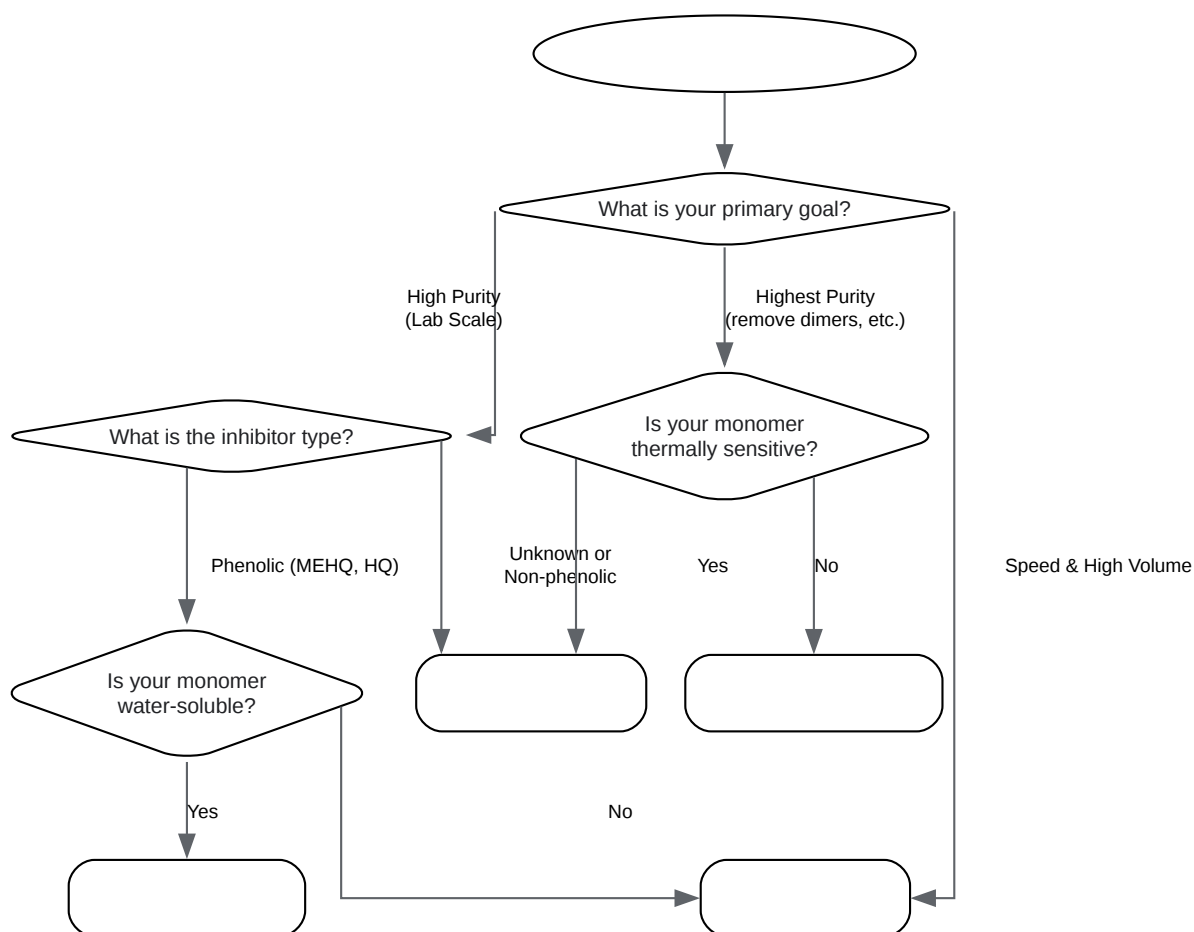 What is your primary goal?
High Purity
(Lab Scale)
Highest Purity
(remove dimers, etc.)
What is the inhibitor type?
Is your monomer
thermally sensitive?
Phenolic (MEHQ, HQ)
Unknown or
Non-phenolic
Yes
No
Speed & High Volume
Is your monomer
water-soluble?
Yes
No